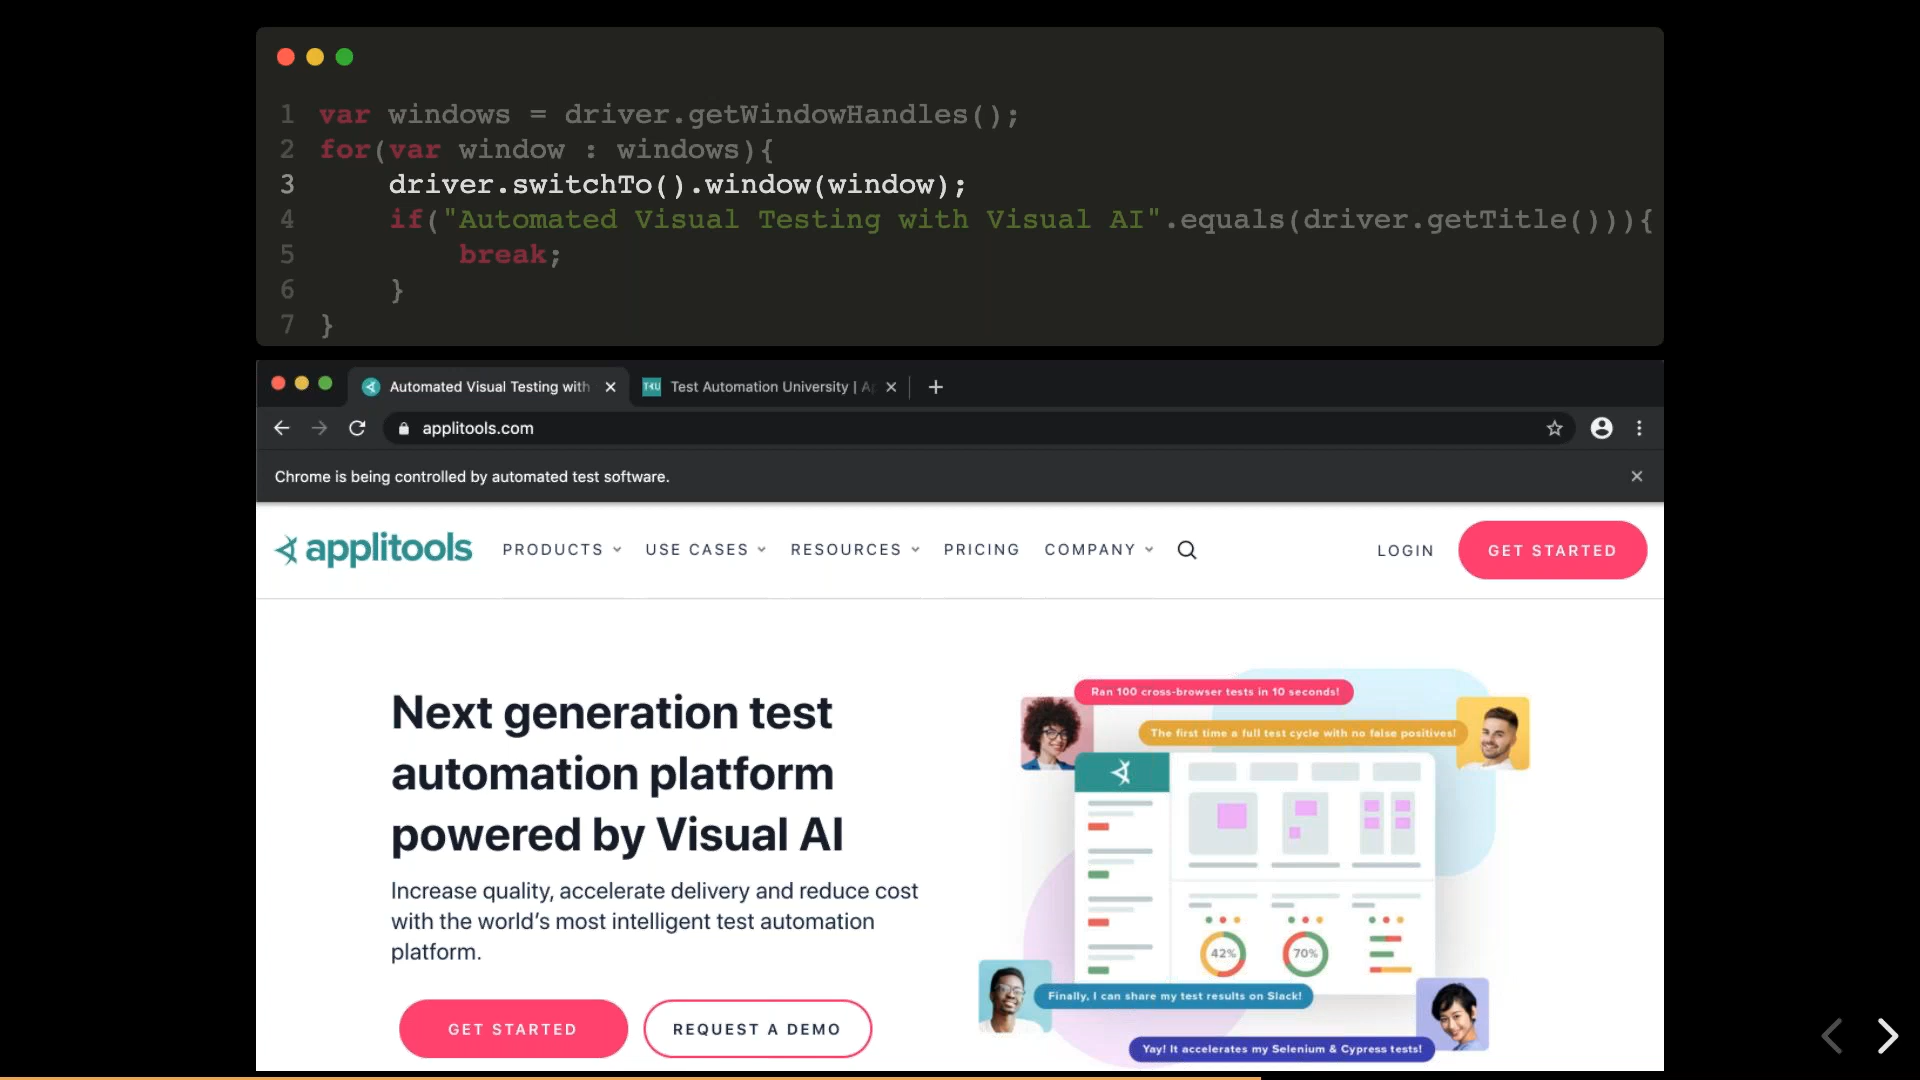 1 var windows = driver.getWindowHandles();
2 for(var window : windows){
3 driver.switchTo().window(window);
4 if("Automated Visual Testing with Visual AI".equals(driver.getTitle())){
5 break;
6 }
7 }
Automated Visual Testing with
T4U Test Automation University | A
applitools.com
Chrome is being controlled by automated test software.
applitools PRODUCTS USE CASES RESOURCES PRICING COMPANY LOGIN GET STARTED
Next generation test
automation platform
powered by Visual AI
Increase quality, accelerate delivery and reduce cost
with the world’s most intelligent test automation
platform.
GET STARTED REQUEST A DEMO
Ran 100 cross-browser tests in 10 seconds!
The first time a full test cycle with no false positives!
42% 70%
Finally, I can share my test results on Slack!
Yay! It accelerates my Selenium & Cypress tests!